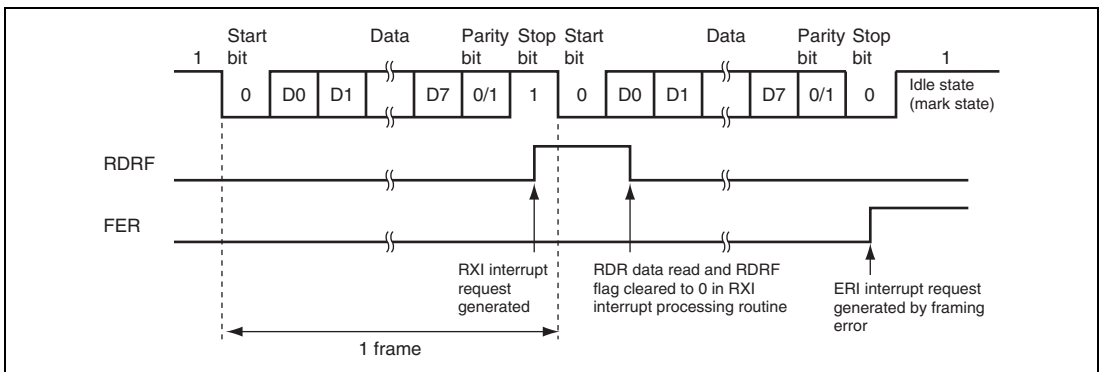 Start bit Data Parity bit Stop bit Start bit Data Parity bit Stop bit
1 1
0 D0 D1 D7 0/1 1 0 D0 D1 D7 0/1 0 Idle state (mark state)
RDRF
FER
RXI interrupt
request
generated
RDR data read and RDRF
flag cleared to 0 in RXI
interrupt processing routine
ERI interrupt request
generated by framing
error
1 frame